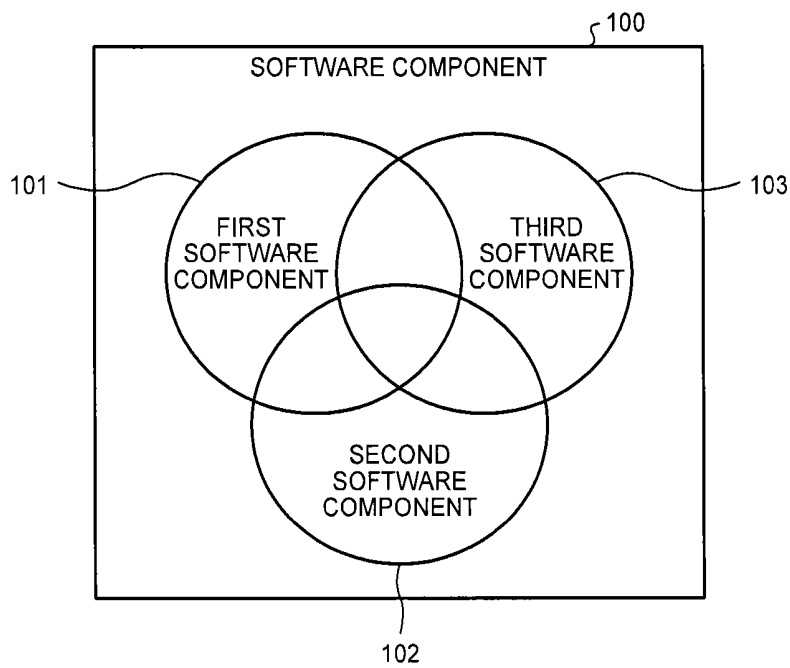 100
SOFTWARE COMPONENT
101
103
FIRST
SOFTWARE
COMPONENT
THIRD
SOFTWARE
COMPONENT
SECOND
SOFTWARE
COMPONENT
102